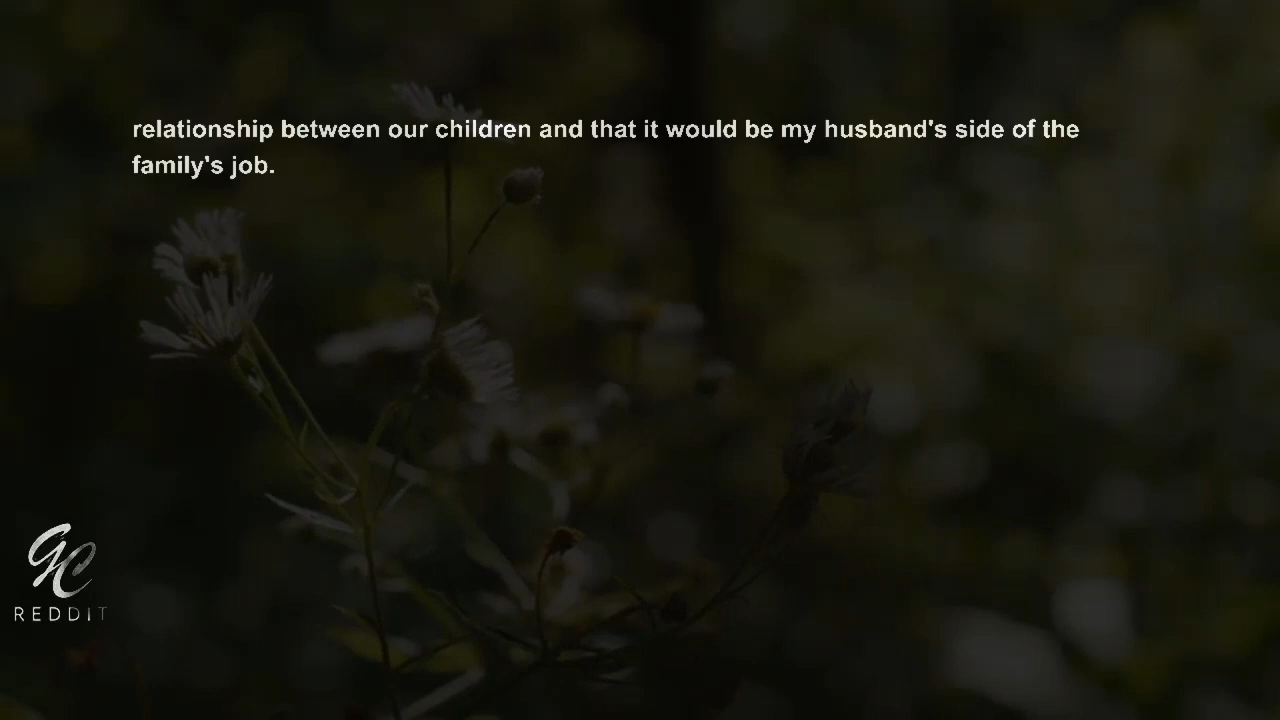 relationship between our children and that it would be my husband's side of the
family's job.
GC
REDDIT